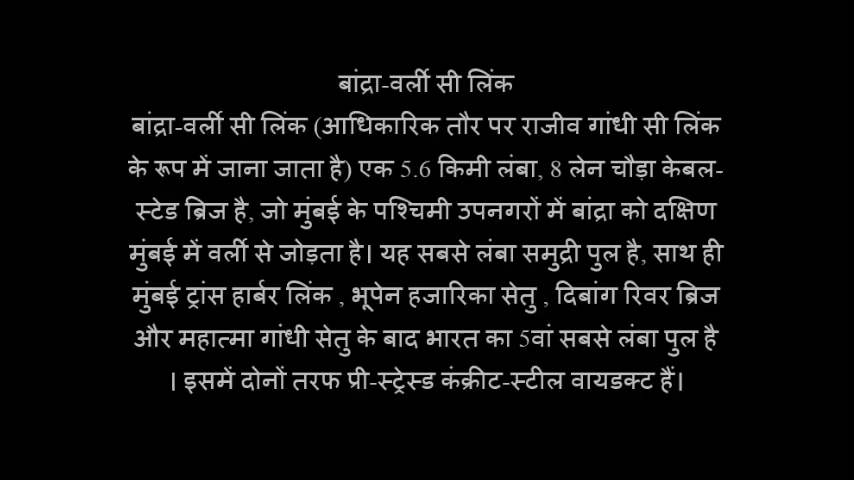 बांद्रा-वर्ली सी लिंक
बांद्रा-वर्ली सी लिंक (आधिकारिक तौर पर राजीव गांधी सी लिंक
के रूप में जाना जाता है) एक 5.6 किमी लंबा, 8 लेन चौड़ा केबल-
स्टेड ब्रिज है, जो मुंबई के पश्चिमी उपनगरों में बांद्रा को दक्षिण
मुंबई में वर्ली से जोड़ता है। यह सबसे लंबा समुद्री पुल है, साथ ही
मुंबई ट्रांस हार्बर लिंक , भूपेन हजारिका सेतु , दिबांग रिवर ब्रिज
और महात्मा गांधी सेतु के बाद भारत का 5वां सबसे लंबा पुल है
। इसमें दोनों तरफ प्री-स्ट्रेस्ड कंक्रीट-स्टील वायडक्ट हैं।